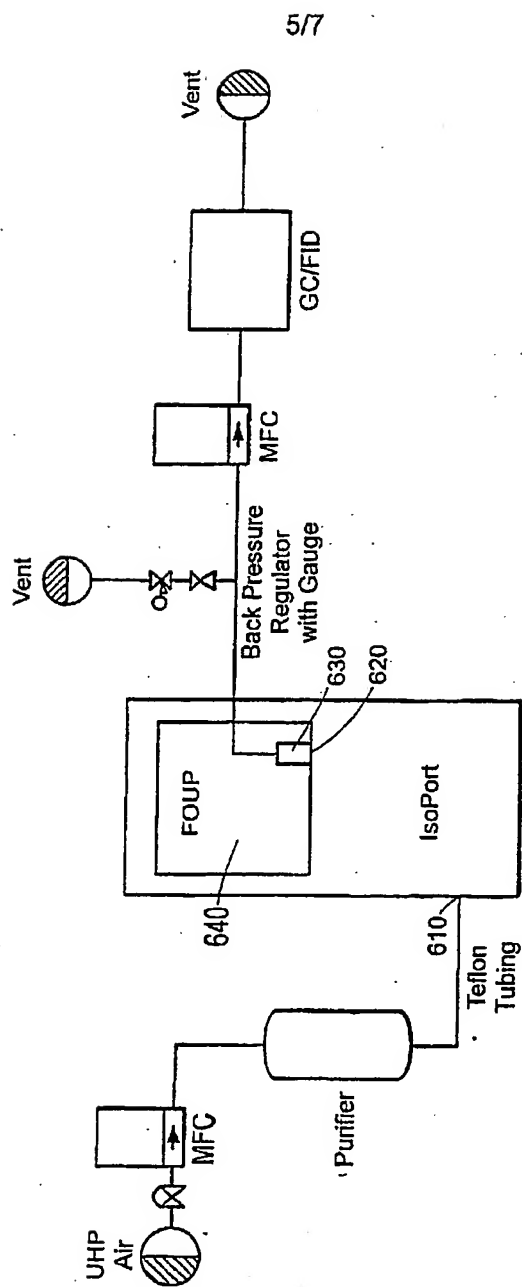 5/7
UHP
Air
MFC
Purifier
Teflon
Tubing
610
IsoPort
FOUP
640
630
620
Back Pressure
Regulator
with Gauge
Vent
MFC
GC/FID
Vent